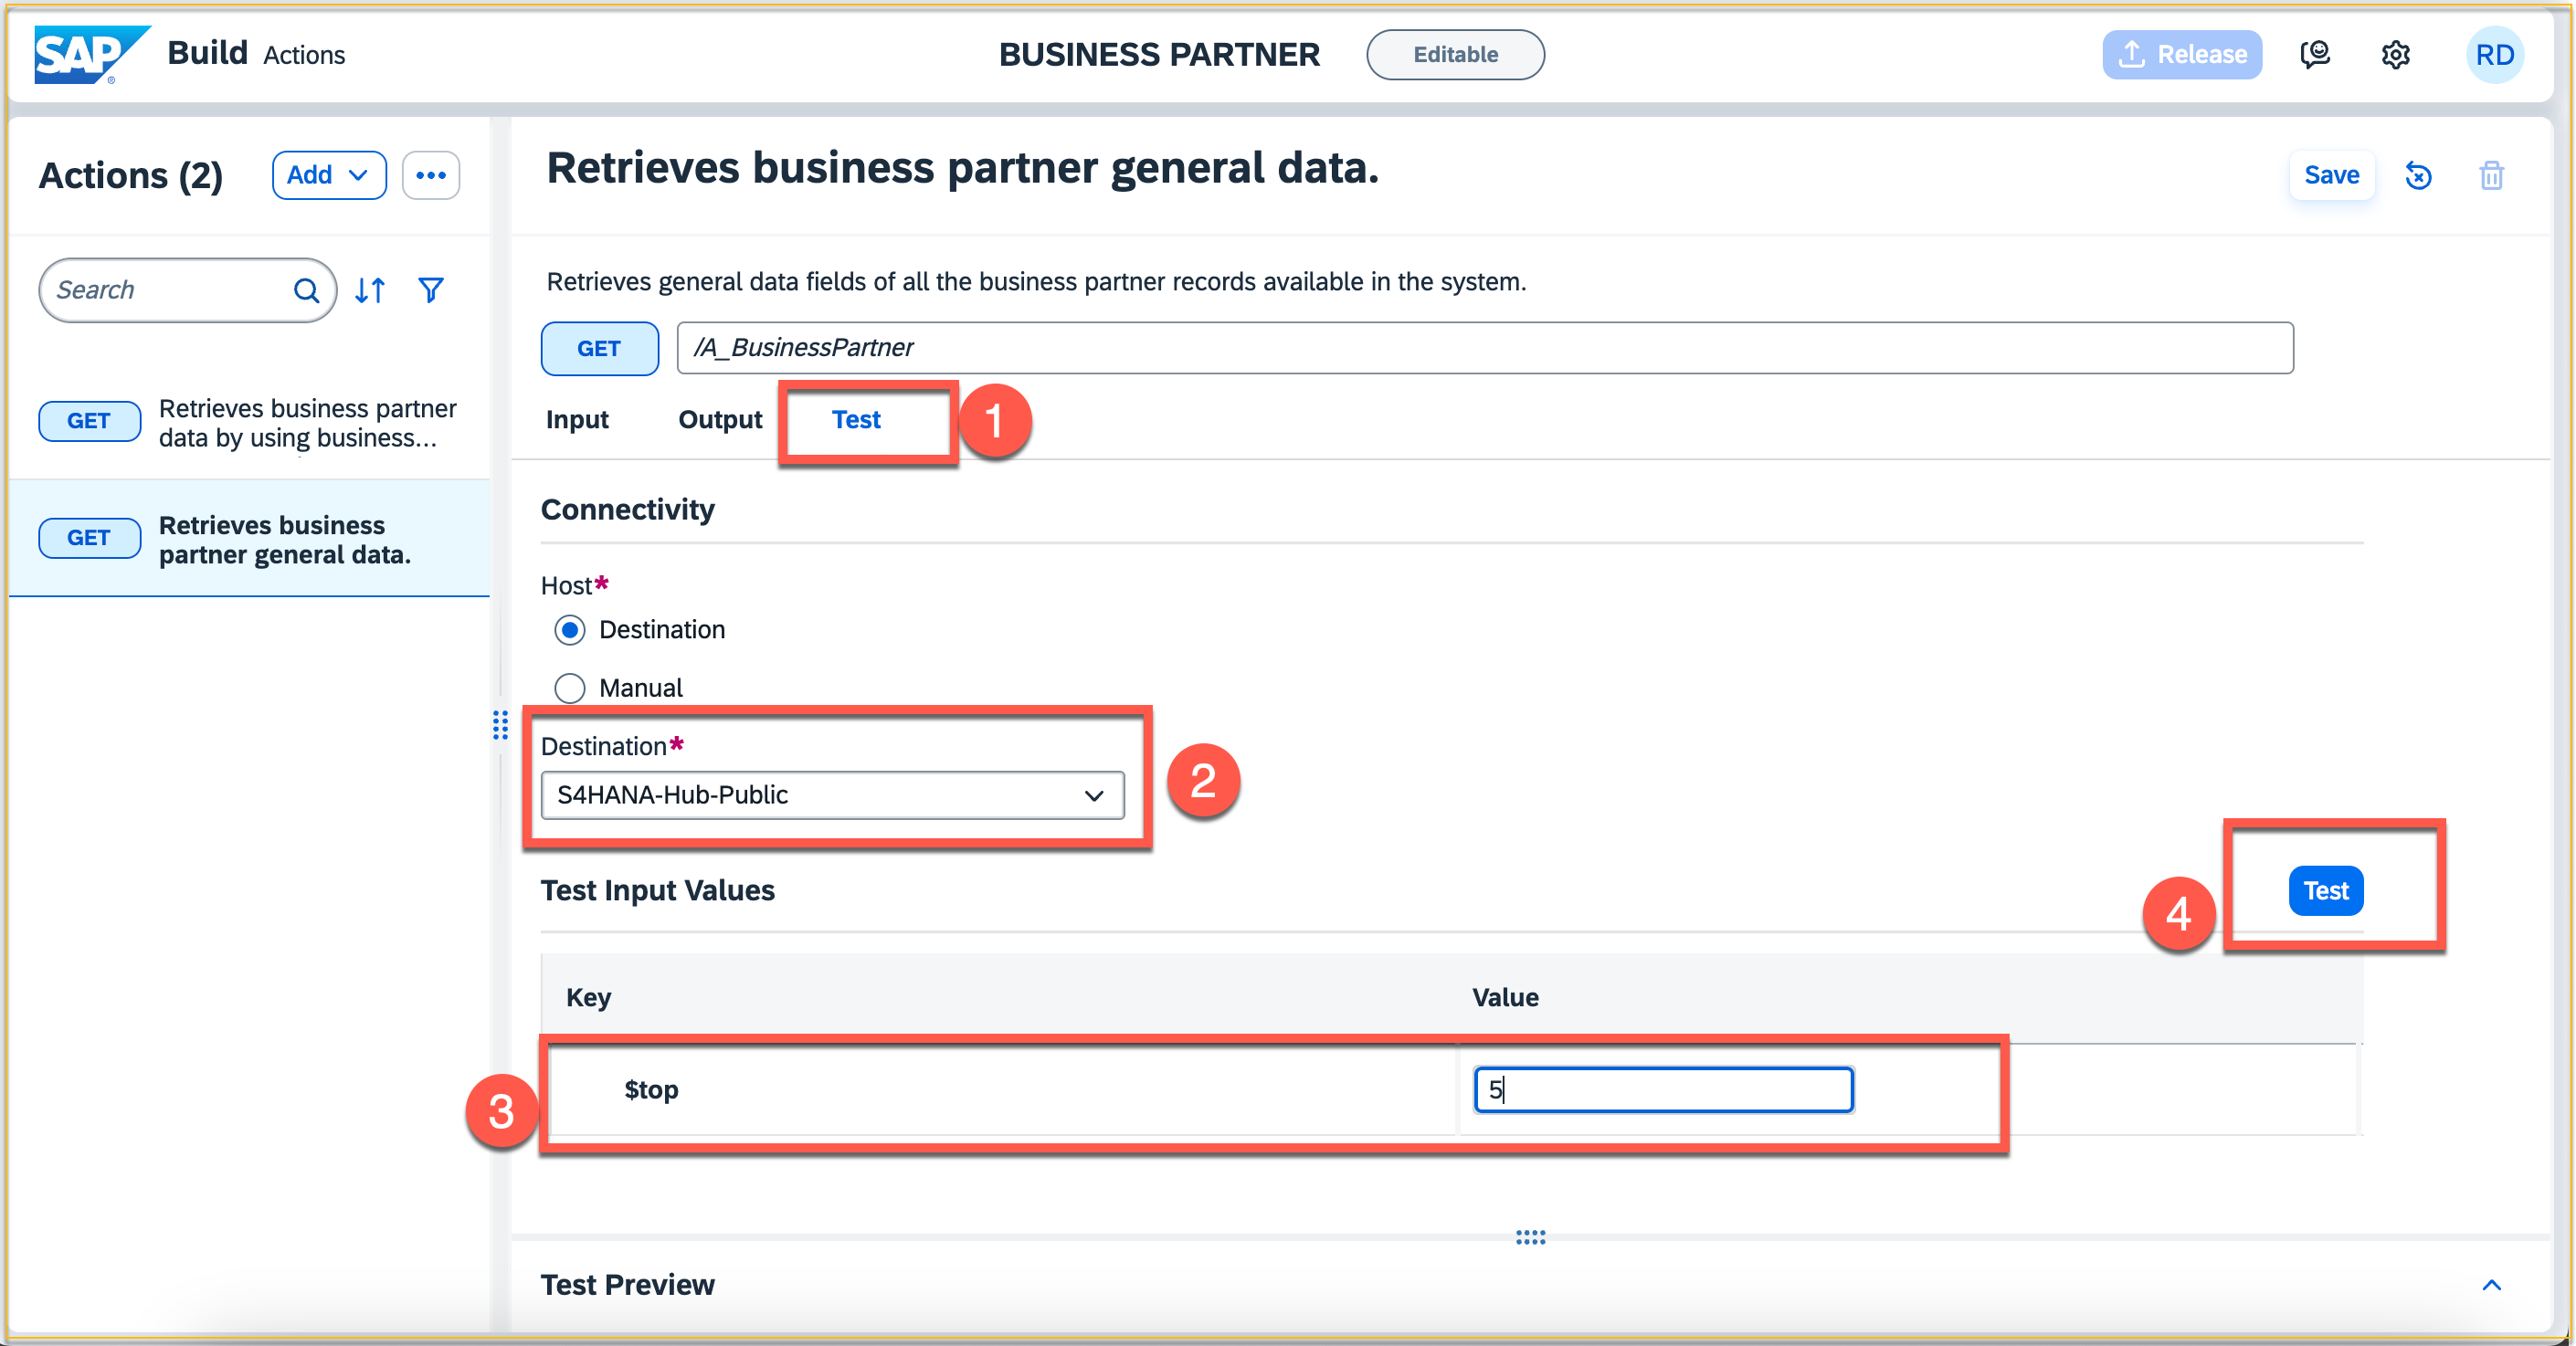 SAP ® Build Actions BUSINESS PARTNER Editable Release RD
Actions (2) Add
Search
GET Retrieves business partner
data by using business...
GET Retrieves business
partner general data.
Retrieves business partner general data. Save
Retrieves general data fields of all the business partner records available in the system.
GET /A_BusinessPartner
Input Output Test 1
Connectivity
Host*
Destination
Manual
Destination*
S4HANA-Hub-Public 2
Test Input Values 4 Test
Key Value
3 $top 5
Test Preview